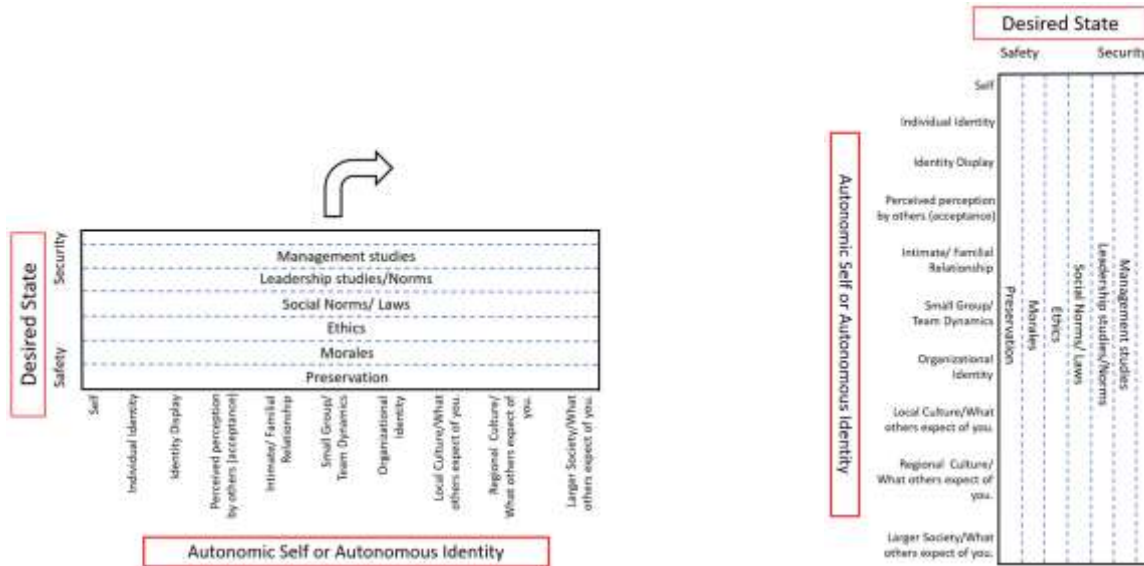 Desired State
Security
Safety
Management studies
Leadership studies/Norms
Social Norms/ Laws
Ethics
Morales
Preservation
Self
Individual Identity
Identity Display
Perceived perception
by others (acceptance)
Intimate/ Familial
Relationship
Small Group/
Team Dynamics
Organizational
Identity
Local Culture/What
others expect of you.
Regional Culture/
What others expect of
you.
Larger Society/What
others expect of you.
Autonomic Self or Autonomous Identity
Desired State
Safety
Security
Autonomic Self or Autonomous Identity
Self
Individual Identity
Identity Display
Perceived perception
by others (acceptance)
Intimate/ Familial
Relationship
Small Group/
Team Dynamics
Organizational
Identity
Local Culture/What
others expect of you.
Regional Culture/
What others expect of
you.
Larger Society/What
others expect of you.
Preservation
Morales
Ethics
Social Norms/ Laws
Leadership studies/Norms
Management studies